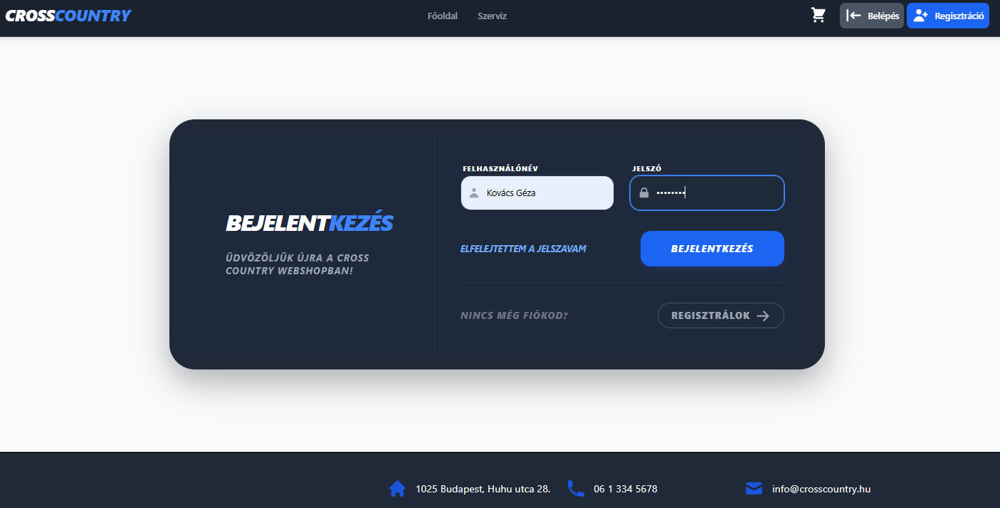 CROSSCOUNTRY
Főoldal
Szerviz
Belépés
Regisztráció
BEJELENTKEZÉS
ÜDVÖZÖLJÜK ÚJRA A CROSS
COUNTRY WEBSHOPBAN!
FELHASZNÁLÓNÉV
Kovács Géza
JELSZÓ
••••••••
ELFELEJTETTEM A JELSZAVAM
BEJELENTKEZÉS
NINCS MÉG FIÓKOD?
REGISZTRÁLOK
1025 Budapest, Huhu utca 28.
06 1 334 5678
info@crosscountry.hu